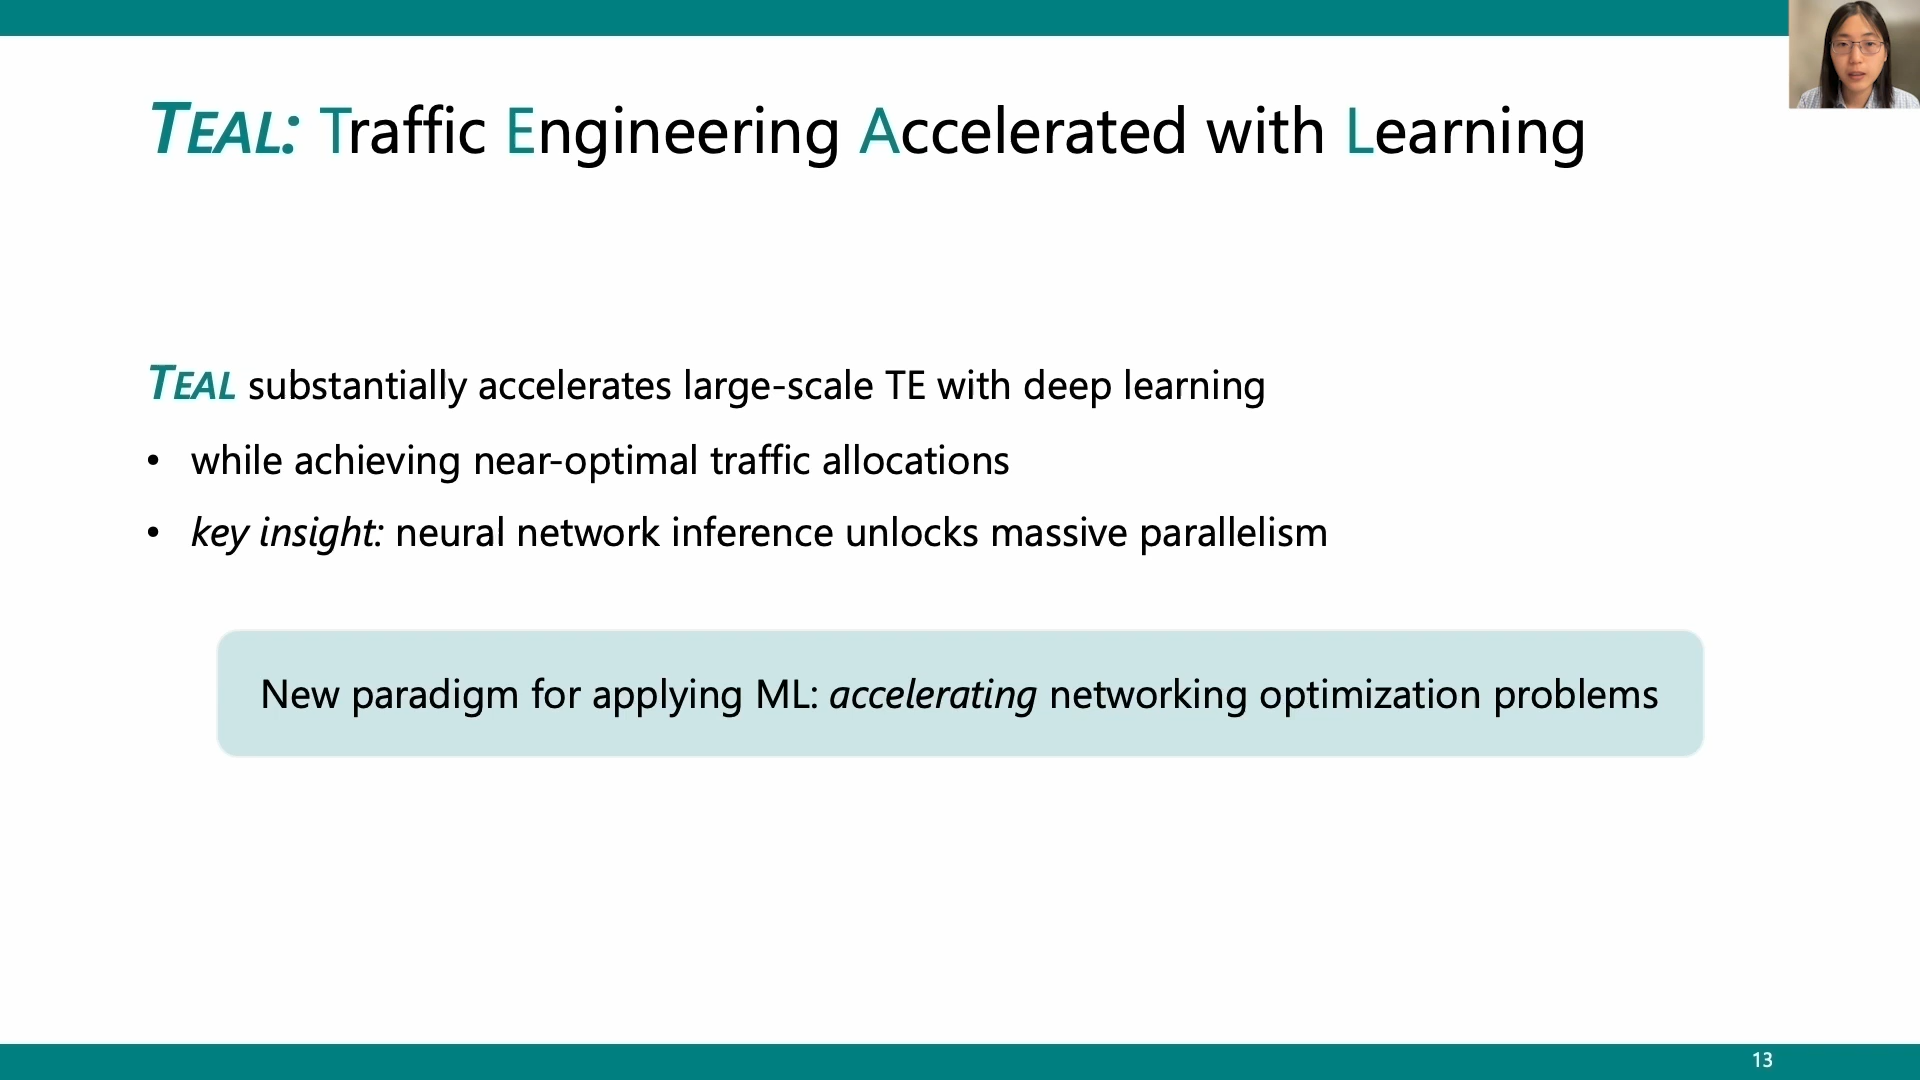 TEAL: Traffic Engineering Accelerated with Learning
TEAL substantially accelerates large-scale TE with deep learning
• while achieving near-optimal traffic allocations
• key insight: neural network inference unlocks massive parallelism
New paradigm for applying ML: accelerating networking optimization problems
13